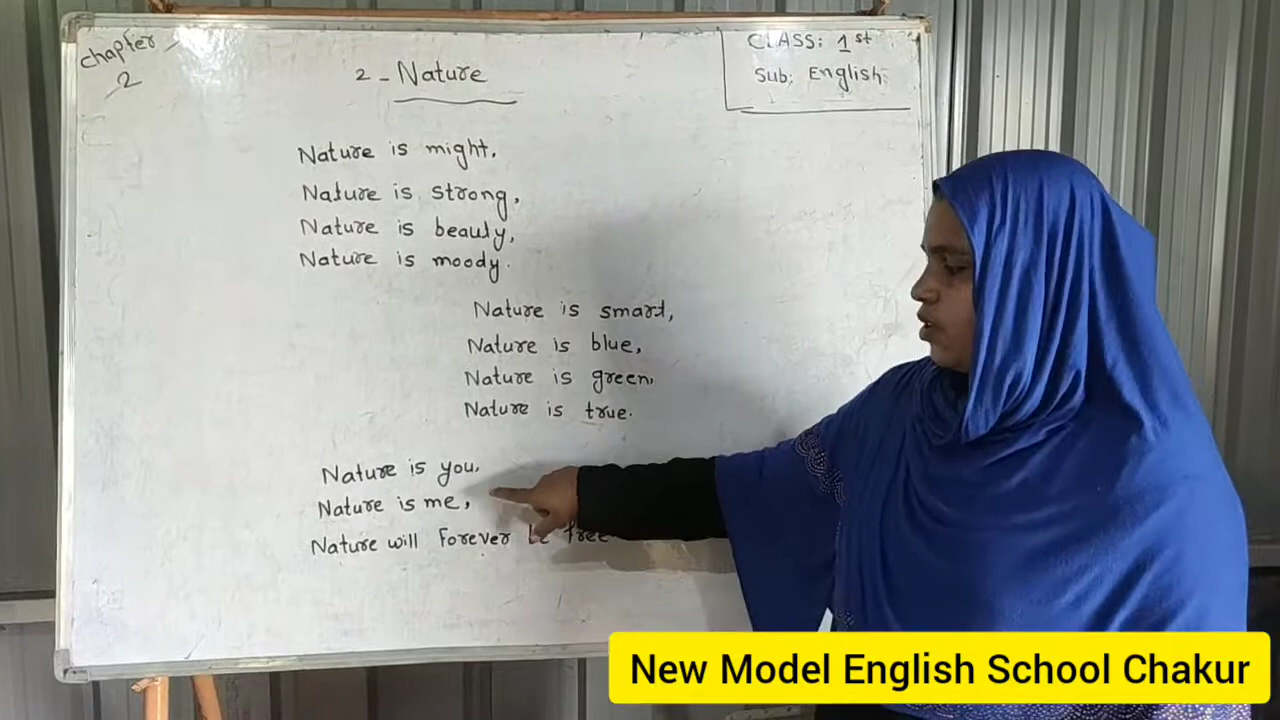 chapter
2
CLASS: 1st
Sub: English
2 - Nature
Nature is might.
Nature is strong,
Nature is beauty,
Nature is moody.
Nature is smart,
Nature is blue,
Nature is green,
Nature is true.
Nature is you,
Nature is me,
Nature will forever be free
New Model English School Chakur